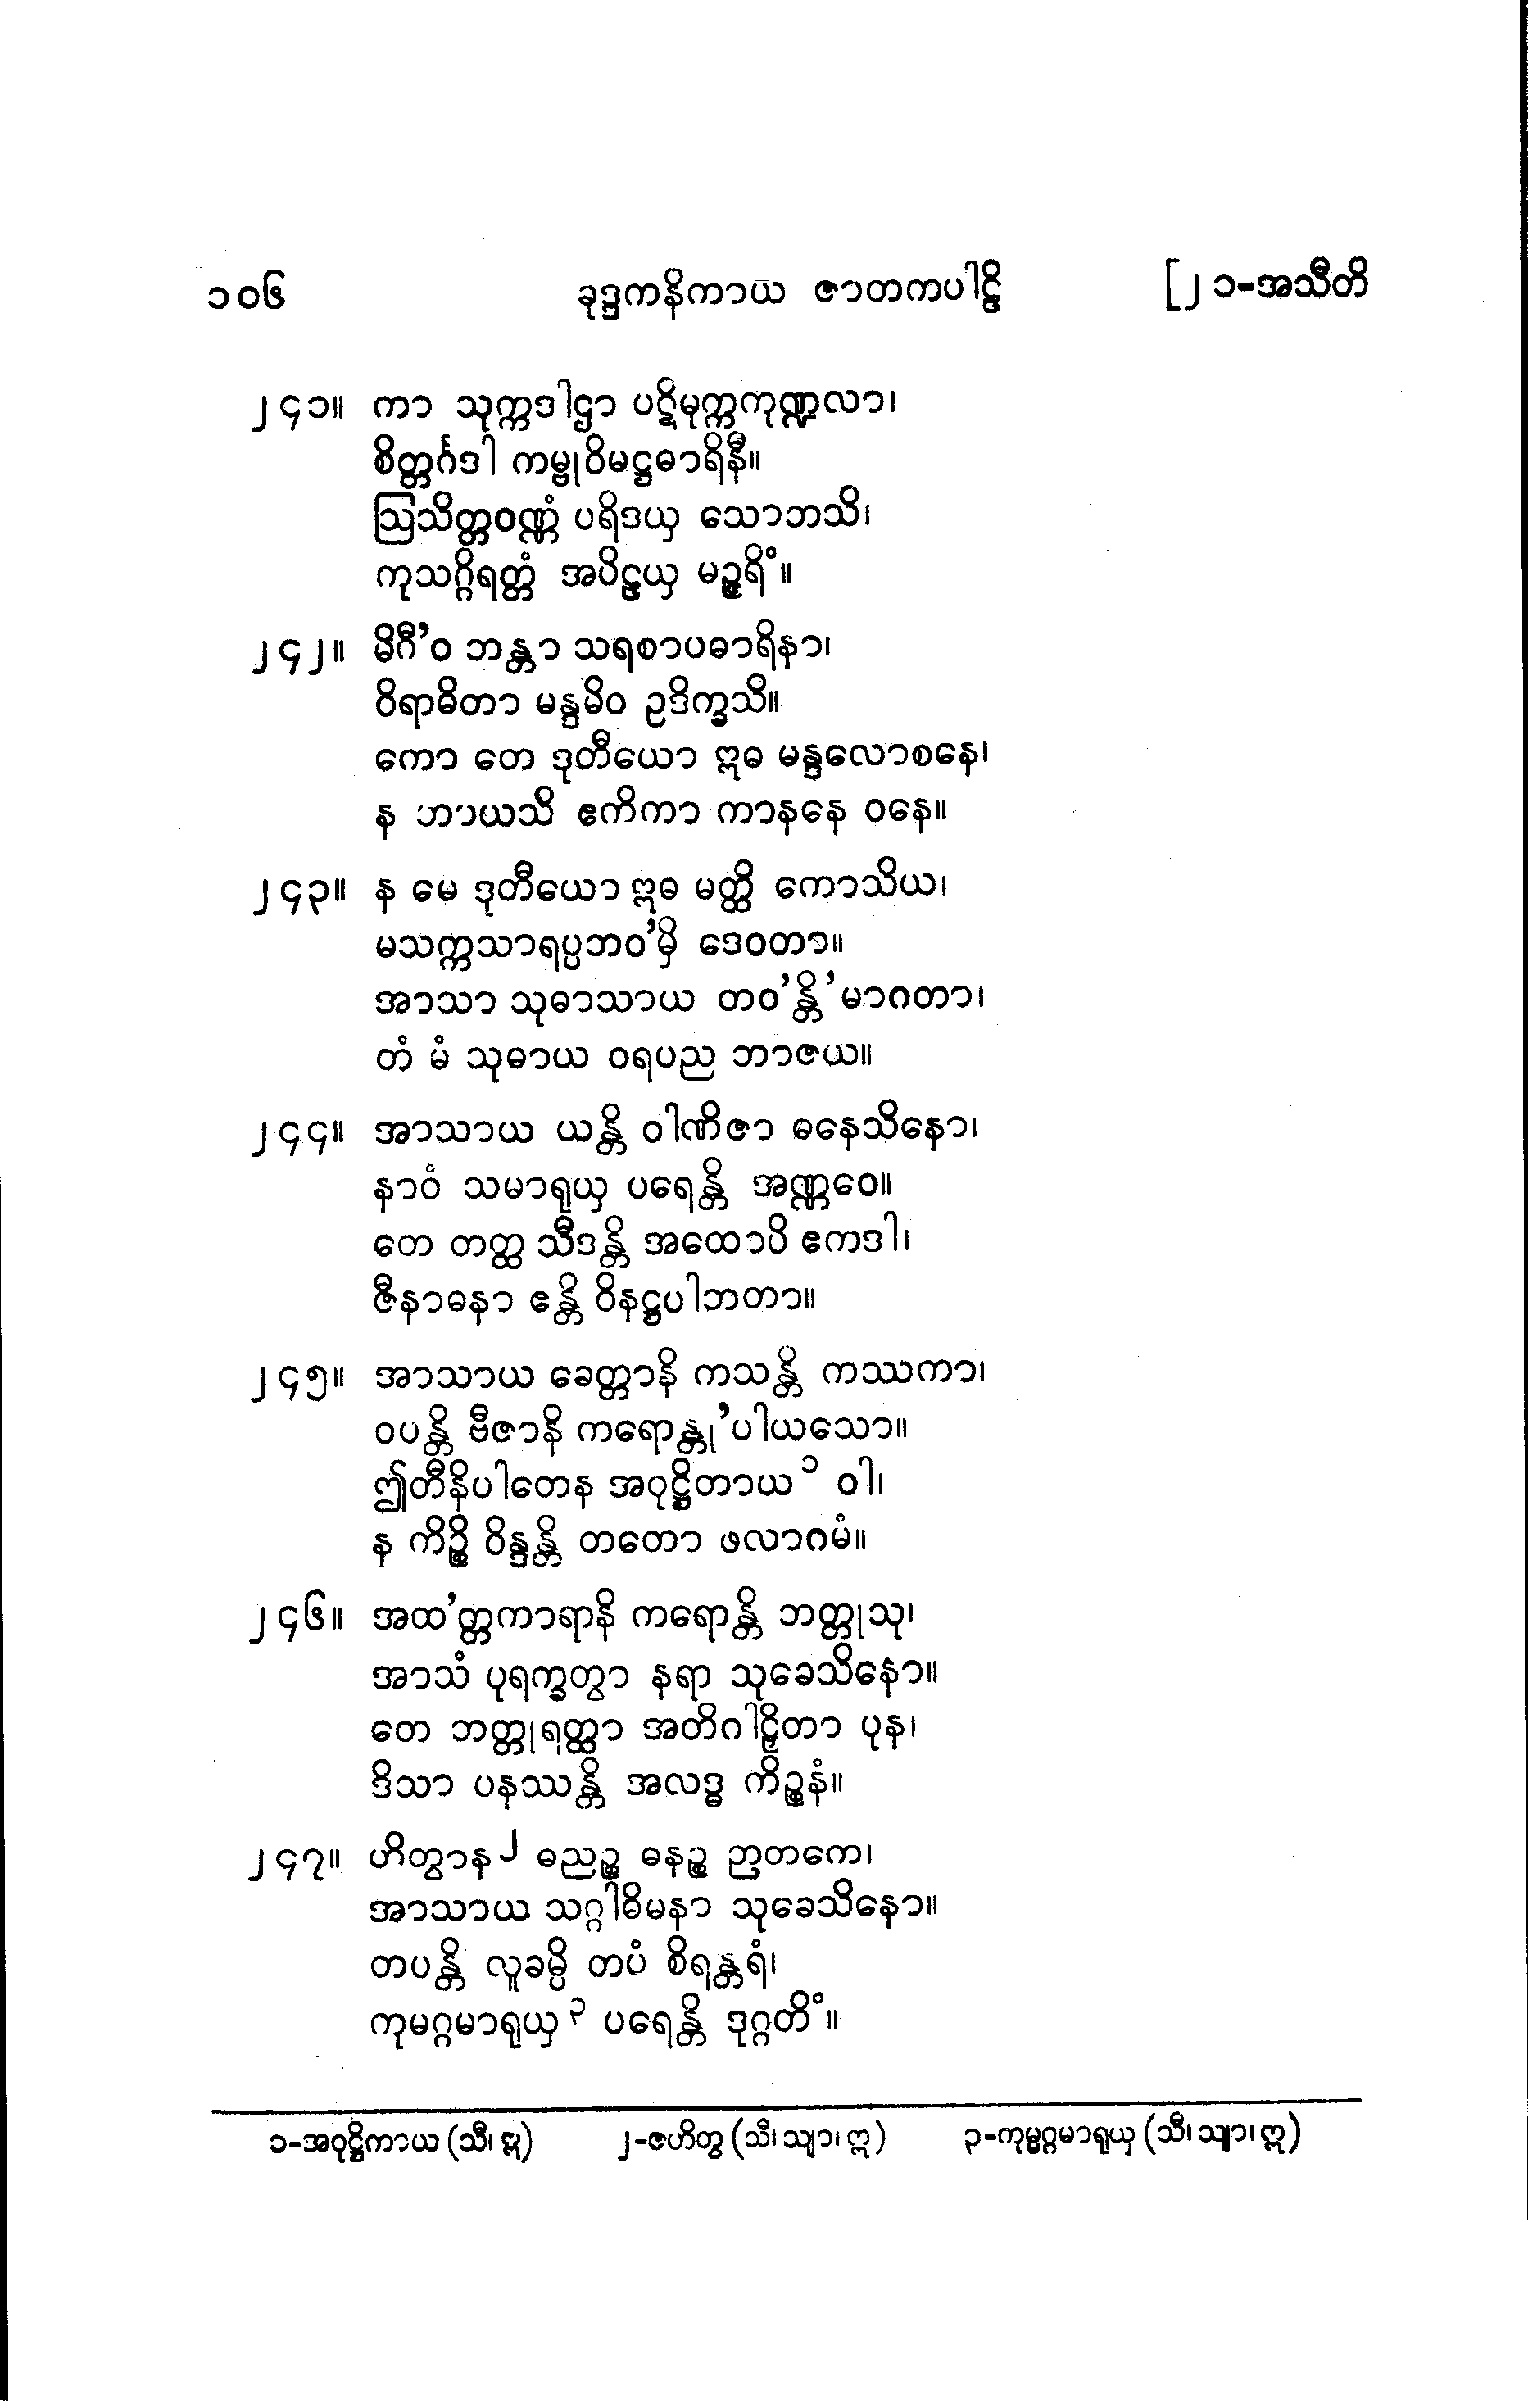 ၁၀၆ ခုဒ္ဒကနိကာယ ဇာတကပါဠိ [၂၁-အသီတိ
၂၄၁။ ကာ သုက္ကဒါဌာ ပဋိမုက္ကကုဏ္ဍလာ၊
စိတ္တင်္ဂဒါ ကမ္ဗုဝိမဋ္ဌဓာရိနီ။
ဩသိတ္တဝဏ္ဏံ ပရိဒယှ သောဘသိ၊
ကုသဂ္ဂိရတ္တံ အပိဠယှ မဉ္ဇရိံ။
၂၄၂။ မိဂီ’ဝ ဘန္တာ သရစာပဓာရိနာ၊
ဝိရာဓိတာ မန္ဒမိဝ ဥဒိက္ခသိ။
ကော တေ ဒုတီယော ဣဓ မန္ဒလောစနေ၊
န ဘာယသိ ဧကိကာ ကာနနေ ဝနေ။
၂၄၃။ န မေ ဒုတီယော ဣဓ မတ္ထိ ကောသိယ၊
မသက္ကသာရပ္ပဘဝ’မှိ ဒေဝတာ။
အာသာ သုဓာသာယ တဝ’န္တိ’မာဂတာ၊
တံ မံ သုဓာယ ဝရပည ဘာဇယ။
၂၄၄။ အာသာယ ယန္တိ ဝါဏိဇာ ဓနေသိနော၊
နာဝံ သမာရုယှ ပရေန္တိ အဏ္ဏဝေ။
တေ တတ္ထ သီဒန္တိ အထောပိ ဧကဒါ၊
ဇီနာဓနာ ဧန္တိ ဝိနဋ္ဌပါဘတာ။
၂၄၅။ အာသာယ ခေတ္တာနိ ကသန္တိ ကဿကာ၊
ဝပန္တိ ဗီဇာနိ ကရောန္တု’ပါယသော။
ဤတီနိပါတေန အဝုဋ္ဌိတာယ ၁ ဝါ၊
န ကိဉ္စိ ဝိန္ဒန္တိ တတော ဖလာဂမံ။
၂၄၆။ အထ’တ္တကာရာနိ ကရောန္တိ ဘတ္တုသု၊
အာသံ ပုရက္ခတွာ နရာ သုခေသိနော။
တေ ဘတ္တုရတ္ထာ အတိဂါဠှိတာ ပုန၊
ဒိသာ ပနဿန္တိ အလဒ္ဓ ကိဉ္စနံ။
၂၄၇။ ဟိတွာန ၂ ဓညဉ္စ ဓနဉ္စ ဉာတကေ၊
အာသာယ သဂ္ဂါဓိမနာ သုခေသိနော။
တပန္တိ လူခမ္ပိ တပံ စိရန္တရံ၊
ကုမဂ္ဂမာရုယှ ၃ ပရေန္တိ ဒုဂ္ဂတိံ။
၁-အဝုဋ္ဌိကာယ (သီ၊ ဣ) ၂-ဇဟိတွ (သီ၊ သျာ၊ ဣ) ၃-ကုမ္မဂ္ဂမာရုယှ (သီ၊ သျာ၊ ဣ)